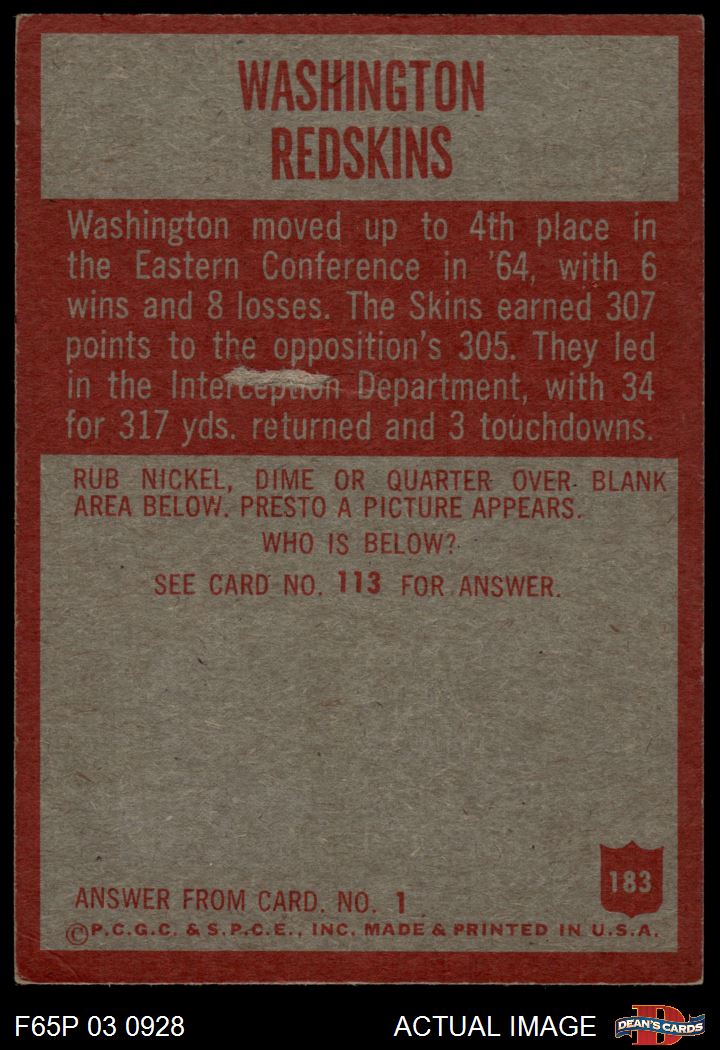 WASHINGTON
REDSKINS
Washington moved up to 4th place in
the Eastern Conference in '64, with 6
wins and 8 losses. The Skins earned 307
points to the opposition's 305. They led
in the Interception Department, with 34
for 317 yds. returned and 3 touchdowns.
RUB NICKEL, DIME OR QUARTER OVER BLANK
AREA BELOW. PRESTO A PICTURE APPEARS.
WHO IS BELOW?
SEE CARD NO. 113 FOR ANSWER.
183
ANSWER FROM CARD. NO. 1
©P.C.G.C. & S.P.C.E., INC. MADE & PRINTED IN U.S.A.
F65P 03 0928
ACTUAL IMAGE
D
DEAN'S CARDS